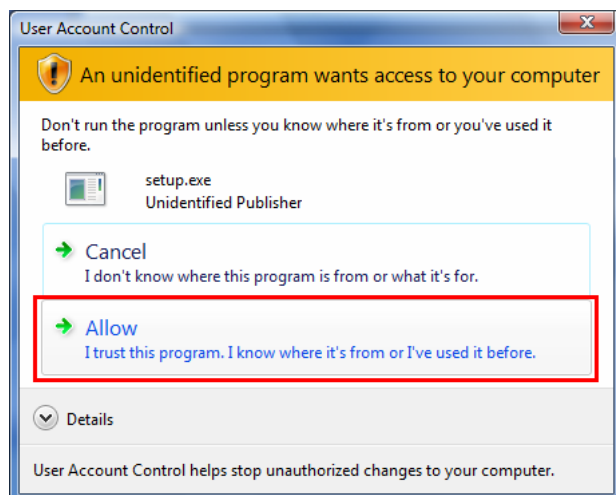 User Account Control
An unidentified program wants access to your computer
Don't run the program unless you know where it's from or you've used it
before.
setup.exe
Unidentified Publisher
Cancel
I don't know where this program is from or what it's for.
Allow
I trust this program. I know where it's from or I've used it before.
Details
User Account Control helps stop unauthorized changes to your computer.